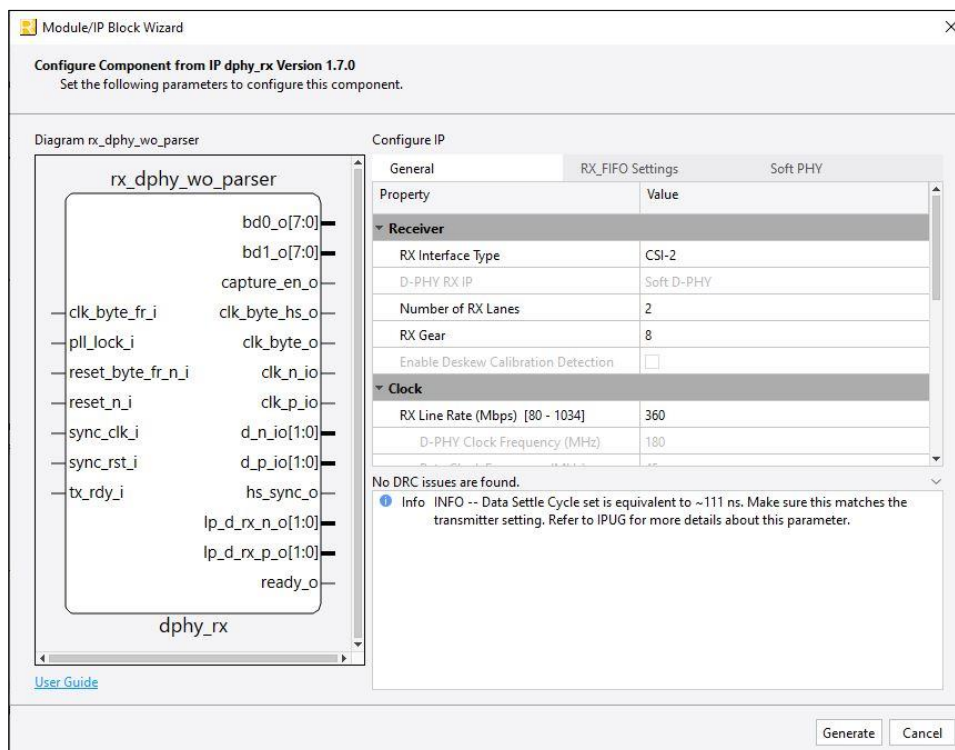 Module/IP Block Wizard
Configure Component from IP dphy_rx Version 1.7.0
Set the following parameters to configure this component.
Diagram rx_dphy_wo_parser
rx_dphy_wo_parser
bd0_o[7:0]
bd1_o[7:0]
capture_en_o
clk_byte_fr_i clk_byte_hs_o
pll_lock_i clk_byte_o
reset_byte_fr_n_i clk_n_io
reset_n_i clk_p_io
sync_clk_i d_n_io[1:0]
sync_rst_i d_p_io[1:0]
tx_rdy_i hs_sync_o
lp_d_rx_n_o[1:0]
lp_d_rx_p_o[1:0]
ready_o
dphy_rx
User Guide
Configure IP
General RX_FIFO Settings Soft PHY
Property Value
Receiver
RX Interface Type CSI-2
D-PHY RX IP Soft D-PHY
Number of RX Lanes 2
RX Gear 8
Enable Deskew Calibration Detection
Clock
RX Line Rate (Mbps) [80 - 1034] 360
D-PHY Clock Frequency (MHz) 180
No DRC issues are found.
Info INFO -- Data Settle Cycle set is equivalent to ~111 ns. Make sure this matches the
transmitter setting. Refer to IPUG for more details about this parameter.
Generate Cancel